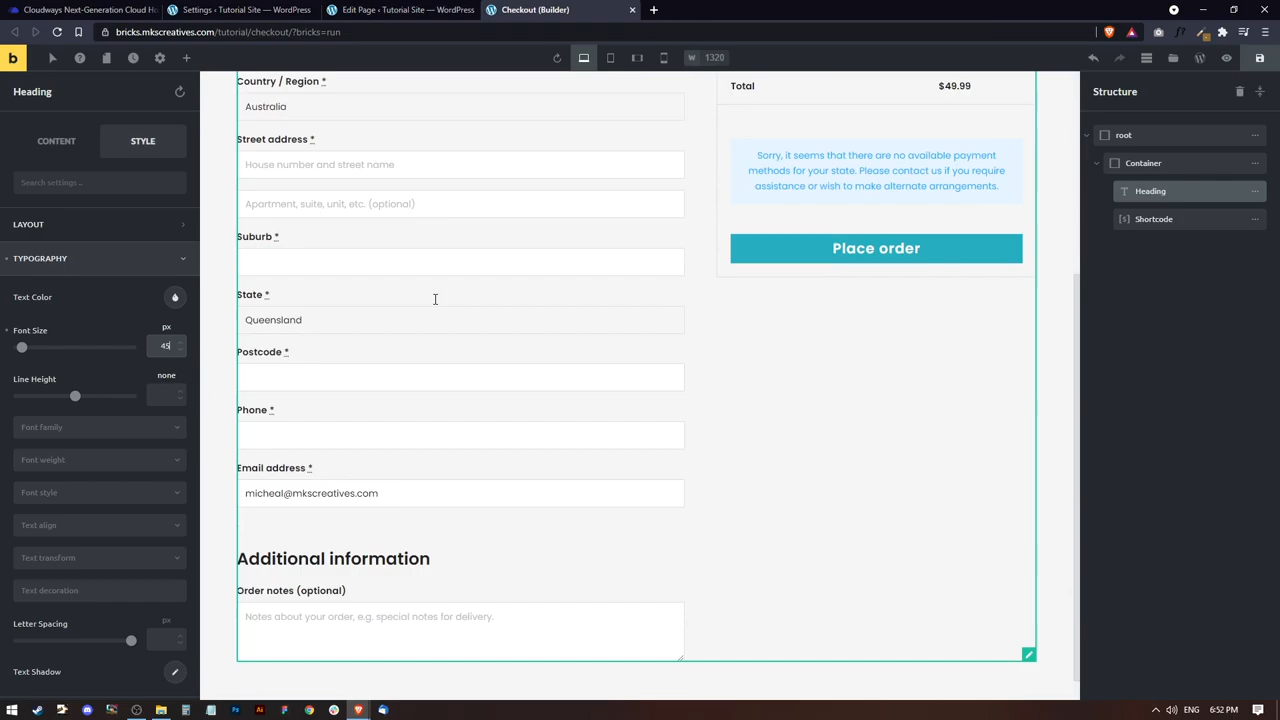 Cloudways Next-Generation Cloud H
Settings ‹ Tutorial Site — WordPress
Edit Page ‹ Tutorial Site — WordPress
Checkout (Builder)
bricks.mkscreatives.com/tutorial/checkout/?bricks=run
b
W 1320
Heading
CONTENT
STYLE
Search settings ..
LAYOUT
TYPOGRAPHY
Text Color
Font Size
px
45
Line Height
none
Font family
Font weight
Font style
Text align
Text transform
Text decoration
Letter Spacing
px
Text Shadow
Country / Region *
Australia
Street address *
House number and street name
Apartment, suite, unit, etc. (optional)
Suburb *
State *
Queensland
Postcode *
Phone *
Email address *
micheal@mkscreatives.com
Additional information
Order notes (optional)
Notes about your order, e.g. special notes for delivery.
Total $49.99
Sorry, it seems that there are no available payment
methods for your state. Please contact us if you require
assistance or wish to make alternate arrangements.
Place order
Structure
root
Container
Heading
Shortcode
ENG
6:52 PM